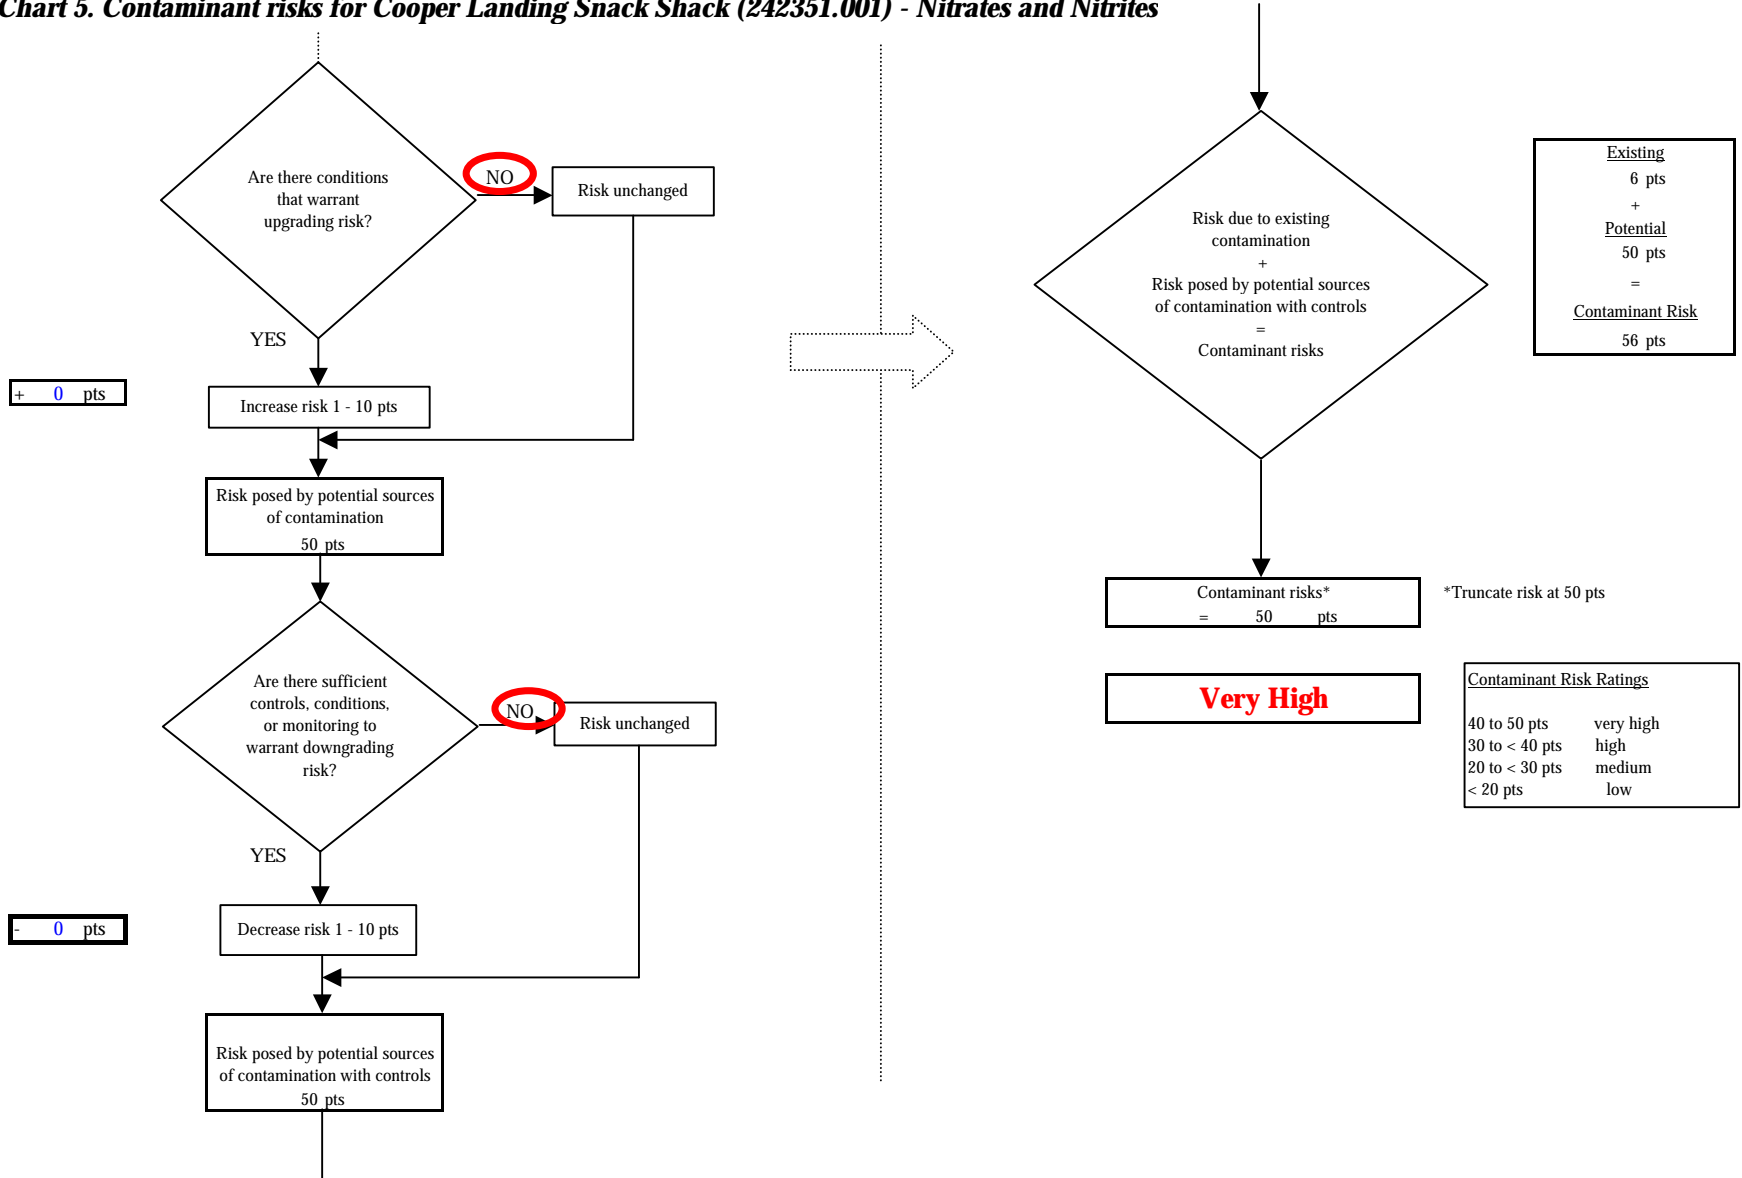 Chart 5. Contaminant risks for Cooper Landing Snack Shack (242351.001) - Nitrates and Nitrites
Are there conditions
that warrant
upgrading risk?
NO
Risk unchanged
YES
+ 0 pts
Increase risk 1 - 10 pts
Risk posed by potential sources
of contamination
50 pts
Are there sufficient
controls, conditions,
or monitoring to
warrant downgrading
risk?
NO
Risk unchanged
YES
- 0 pts
Decrease risk 1 - 10 pts
Risk posed by potential sources
of contamination with controls
50 pts
Risk due to existing
contamination
+
Risk posed by potential sources
of contamination with controls
=
Contaminant risks
Existing
6 pts
+
Potential
50 pts
=
Contaminant Risk
56 pts
Contaminant risks*
= 50 pts
*Truncate risk at 50 pts
Very High
Contaminant Risk Ratings
40 to 50 pts very high
30 to < 40 pts high
20 to < 30 pts medium
< 20 pts low